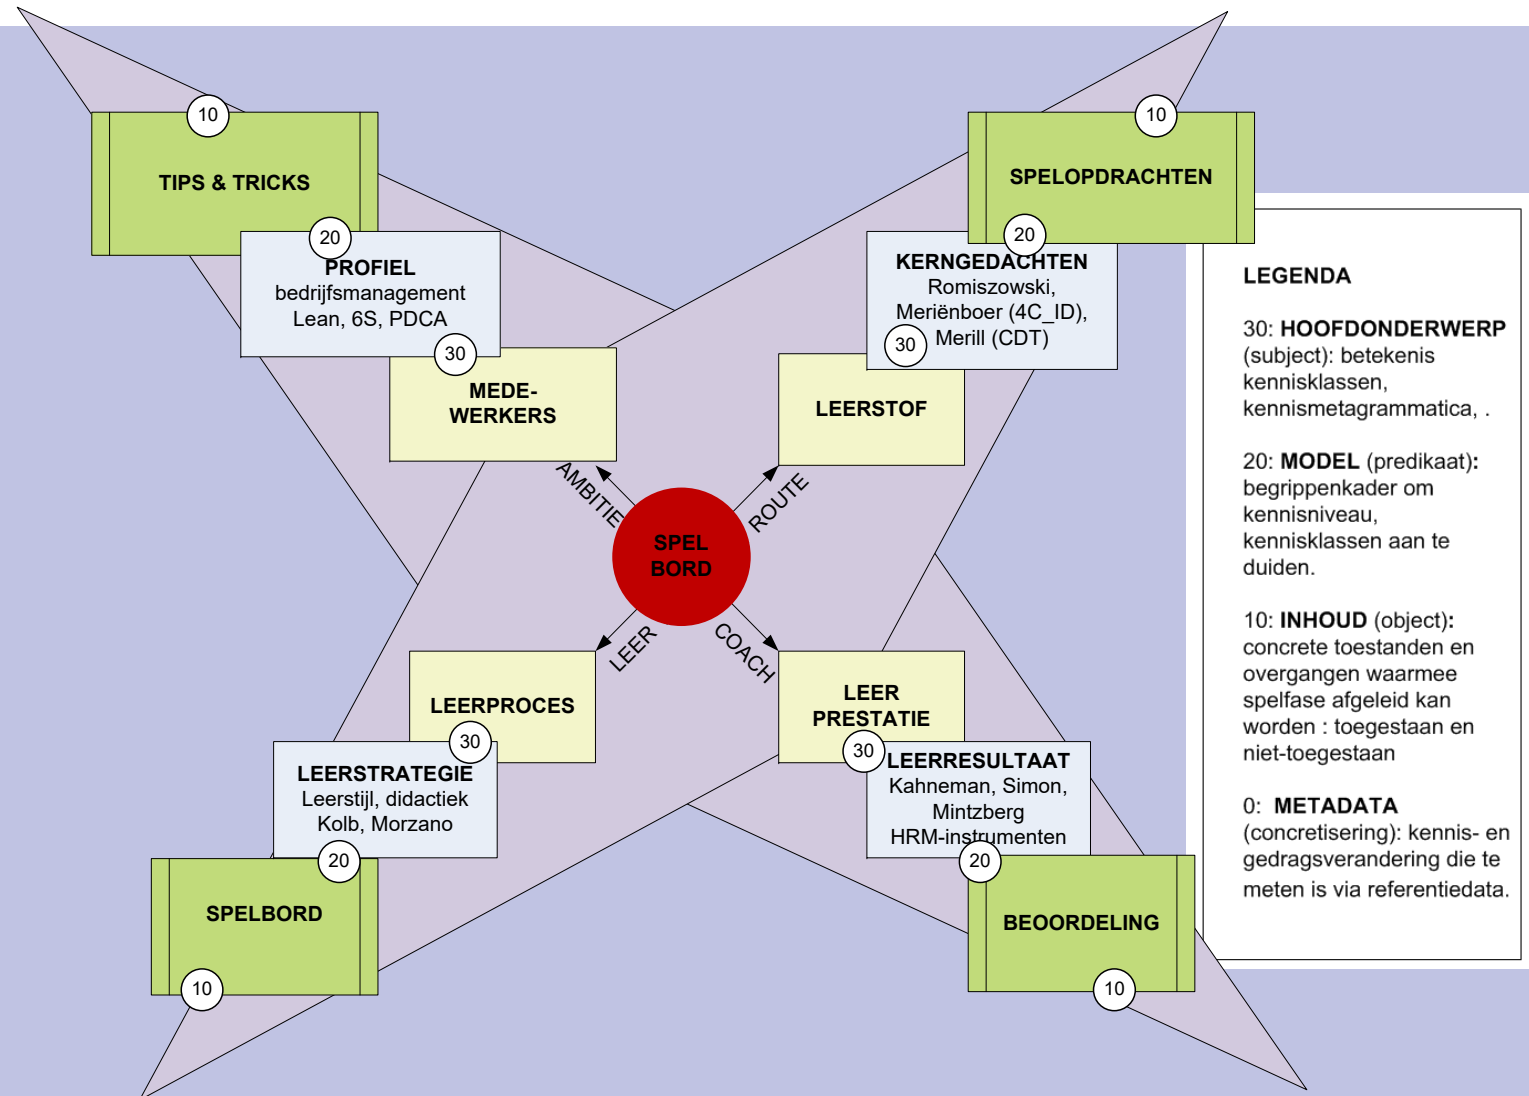 10
TIPS & TRICKS
20
PROFIEL
bedrijfsmanagement
Lean, 6S, PDCA
30
MEDE-
WERKERS
10
SPELOPDRACHTEN
20
KERNGEDACHTEN
Romiszowski,
Meriënboer (4C_ID),
Merill (CDT)
30
LEERSTOF
AMBITIE
ROUTE
SPEL
BORD
LEER
COACH
LEERPROCES
30
LEERSTRATEGIE
Leerstijl, didactiek
Kolb, Morzano
20
SPELBORD
10
LEER
PRESTATIE
30
LEERRESULTAAT
Kahneman, Simon,
Mintzberg
HRM-instrumenten
20
BEOORDELING
10
LEGENDA
30: HOOFDONDERWERP
(subject): betekenis
kennisklassen,
kennismetagrammatica, .
20: MODEL (predikaat):
begrippenkader om
kennisniveau,
kennisklassen aan te
duiden.
10: INHOUD (object):
concrete toestanden en
overgangen waarmee
spelfase afgeleid kan
worden : toegestaan en
niet-toegestaan
0: METADATA
(concretisering): kennis- en
gedragsverandering die te
meten is via referentiedata.